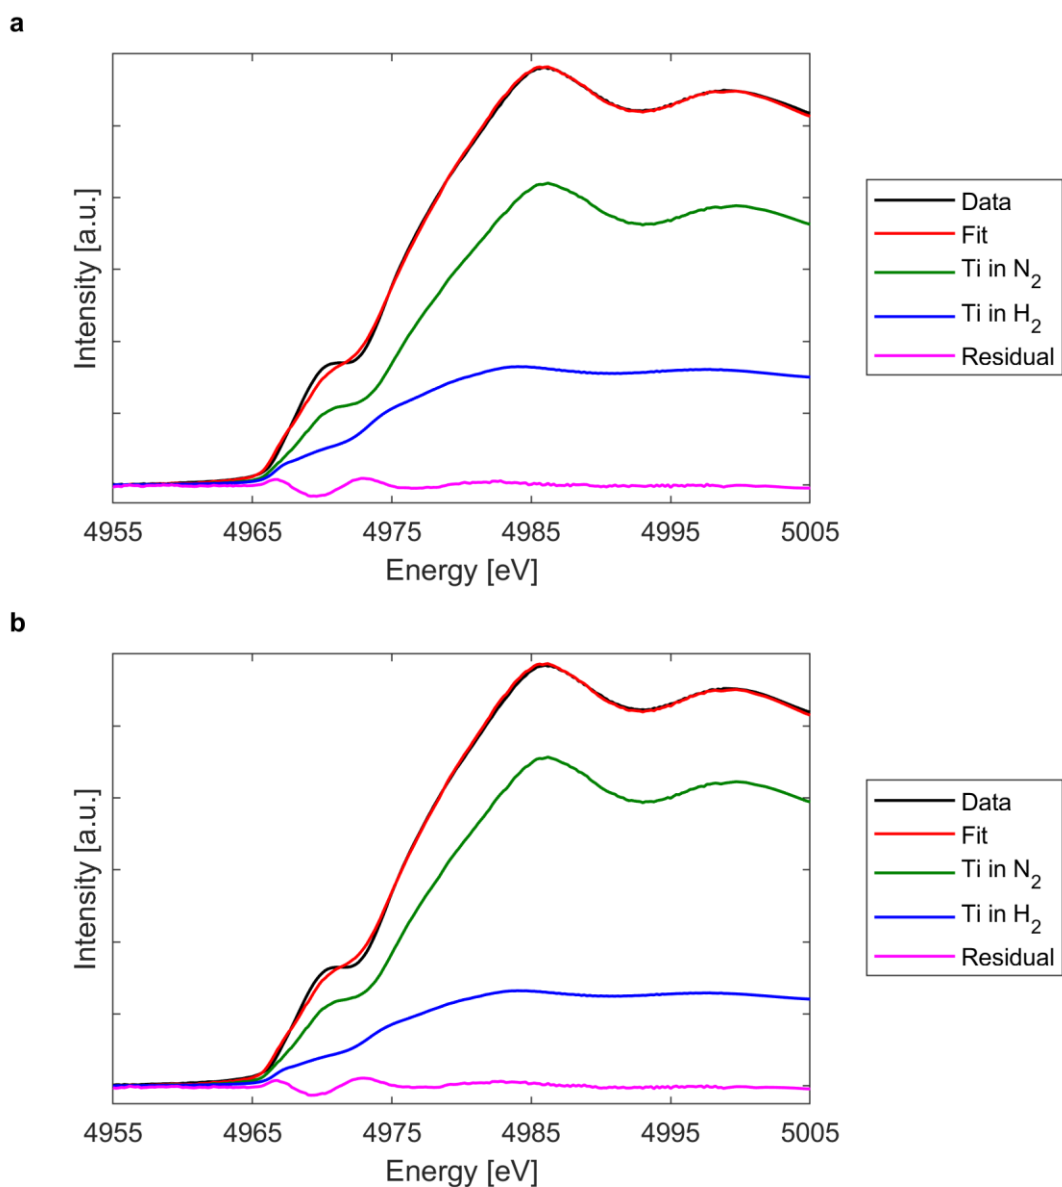 a
Intensity [a.u.]
4955 4965 4975 4985 4995 5005
Energy [eV]
Data
Fit
Ti in N2
Ti in H2
Residual
b
Intensity [a.u.]
4955 4965 4975 4985 4995 5005
Energy [eV]
Data
Fit
Ti in N2
Ti in H2
Residual